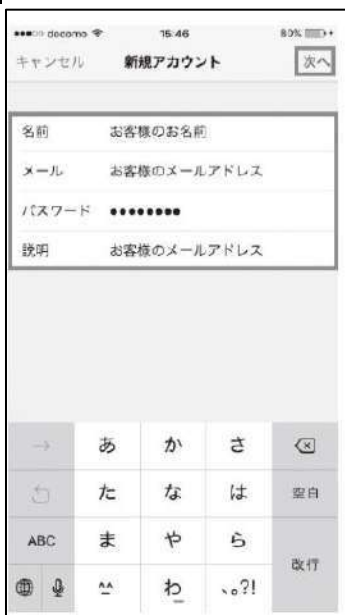 docomo 15:46 80%
キャンセル 新規アカウント 次へ
名前 お客様のお名前
メール お客様のメールアドレス
パスワード ●●●●●●●●
説明 お客様のメールアドレス
→ あ か さ
た な は 空白
ABC ま や ら 改行
^^ わ 、。?!